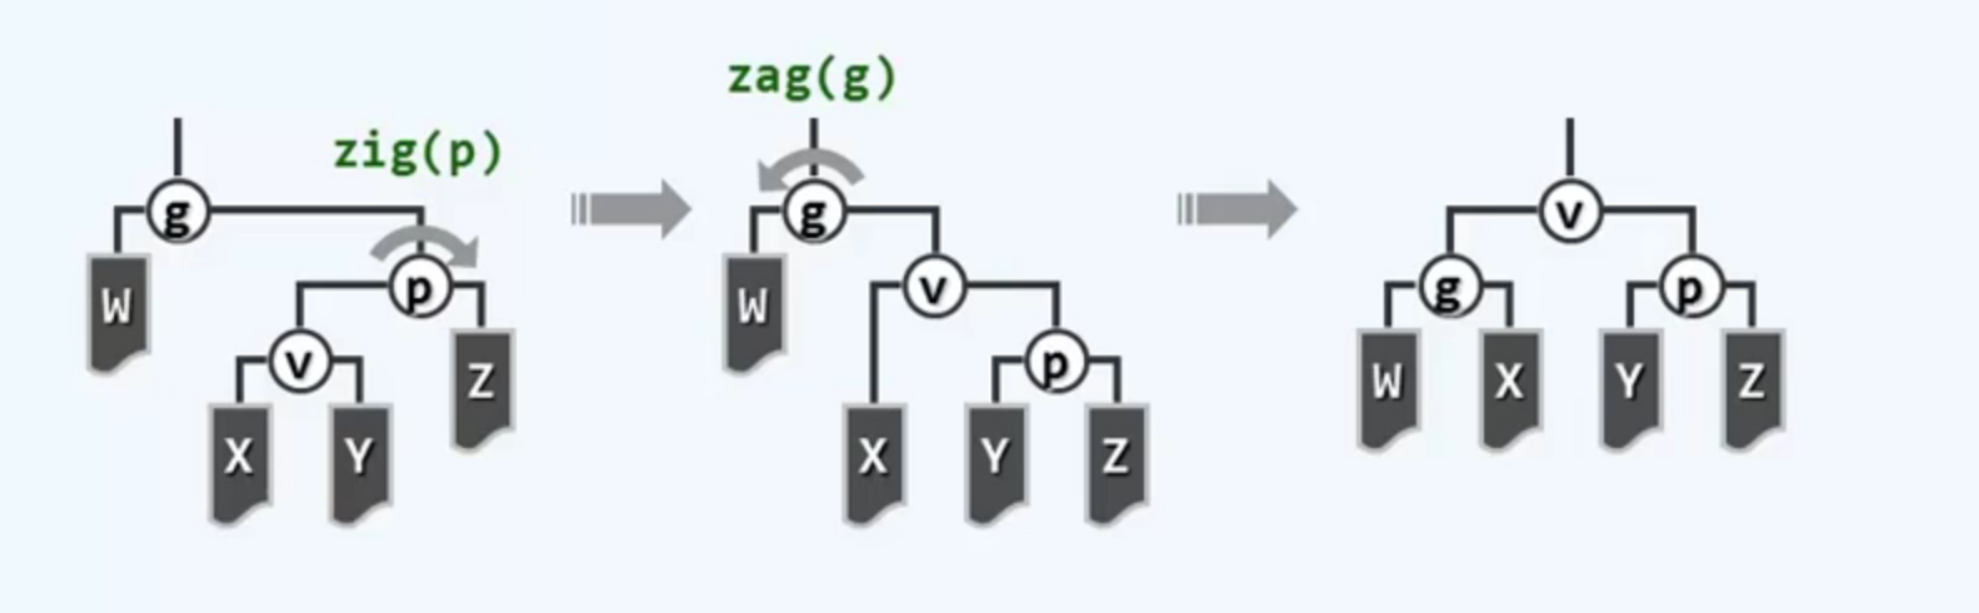 zag(g)
zig(p)
g g v
p v g p
W W
v Z p W X Y Z
X Y X Y Z